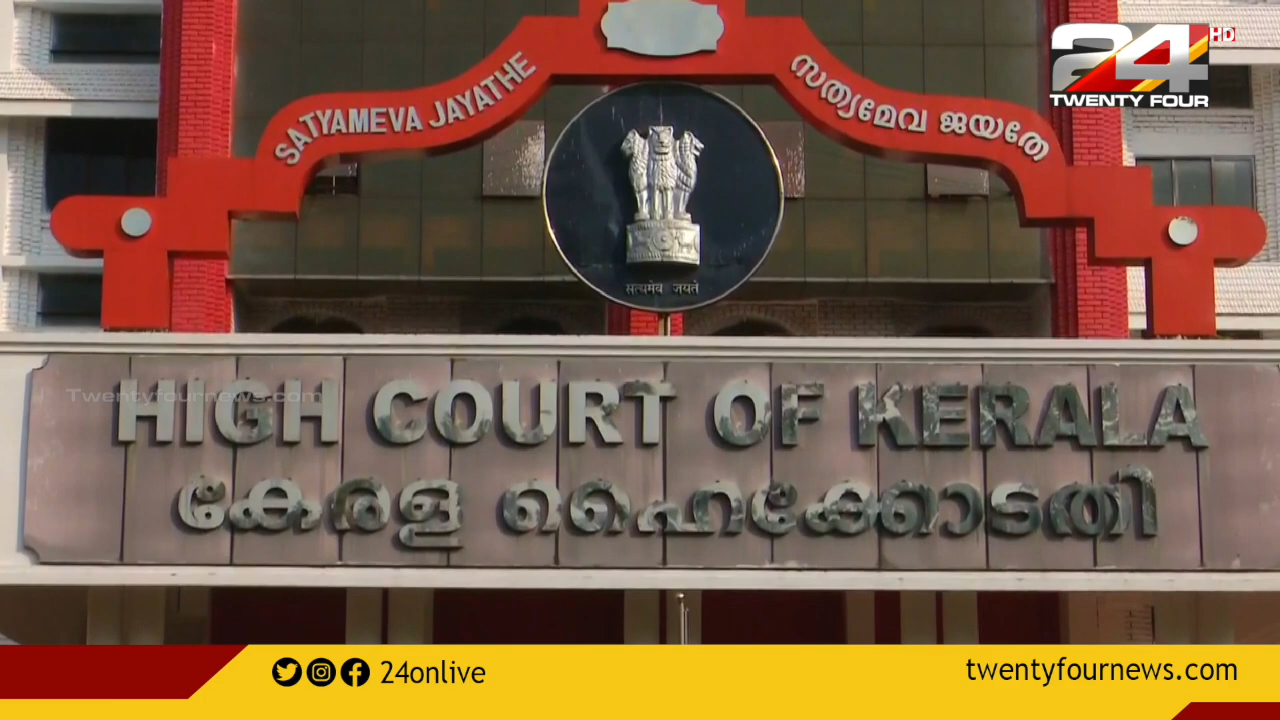 24 HD
TWENTY FOUR
SATYAMEVA JAYATHE
സത്യമേവ ജയതേ
सत्यमेव जयते
Twentyfournews.com
HIGH COURT OF KERALA
കേരള ഹൈക്കോടതി
24onlive
twentyfournews.com